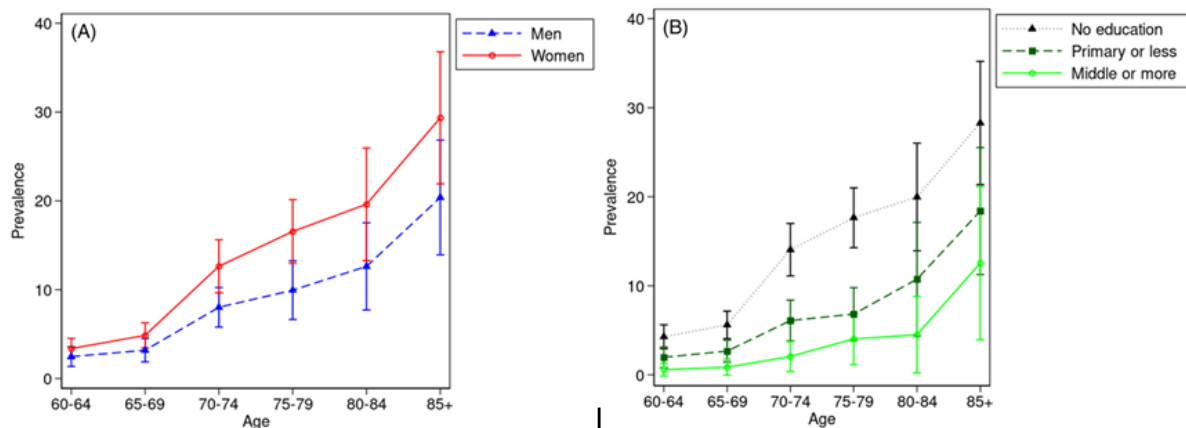 (A)
Men
Women
Prevalence
40
30
20
10
0
60-64 65-69 70-74 75-79 80-84 85+
Age
(B)
No education
Primary or less
Middle or more
Prevalence
40
30
20
10
0
60-64 65-69 70-74 75-79 80-84 85+
Age